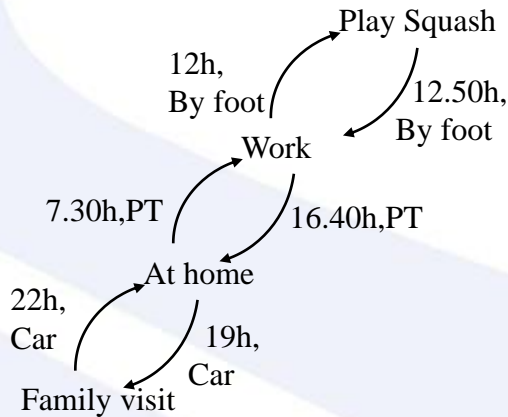 Play Squash
12h,
By foot
12.50h,
By foot
Work
7.30h,PT
16.40h,PT
At home
22h,
Car
19h,
Car
Family visit